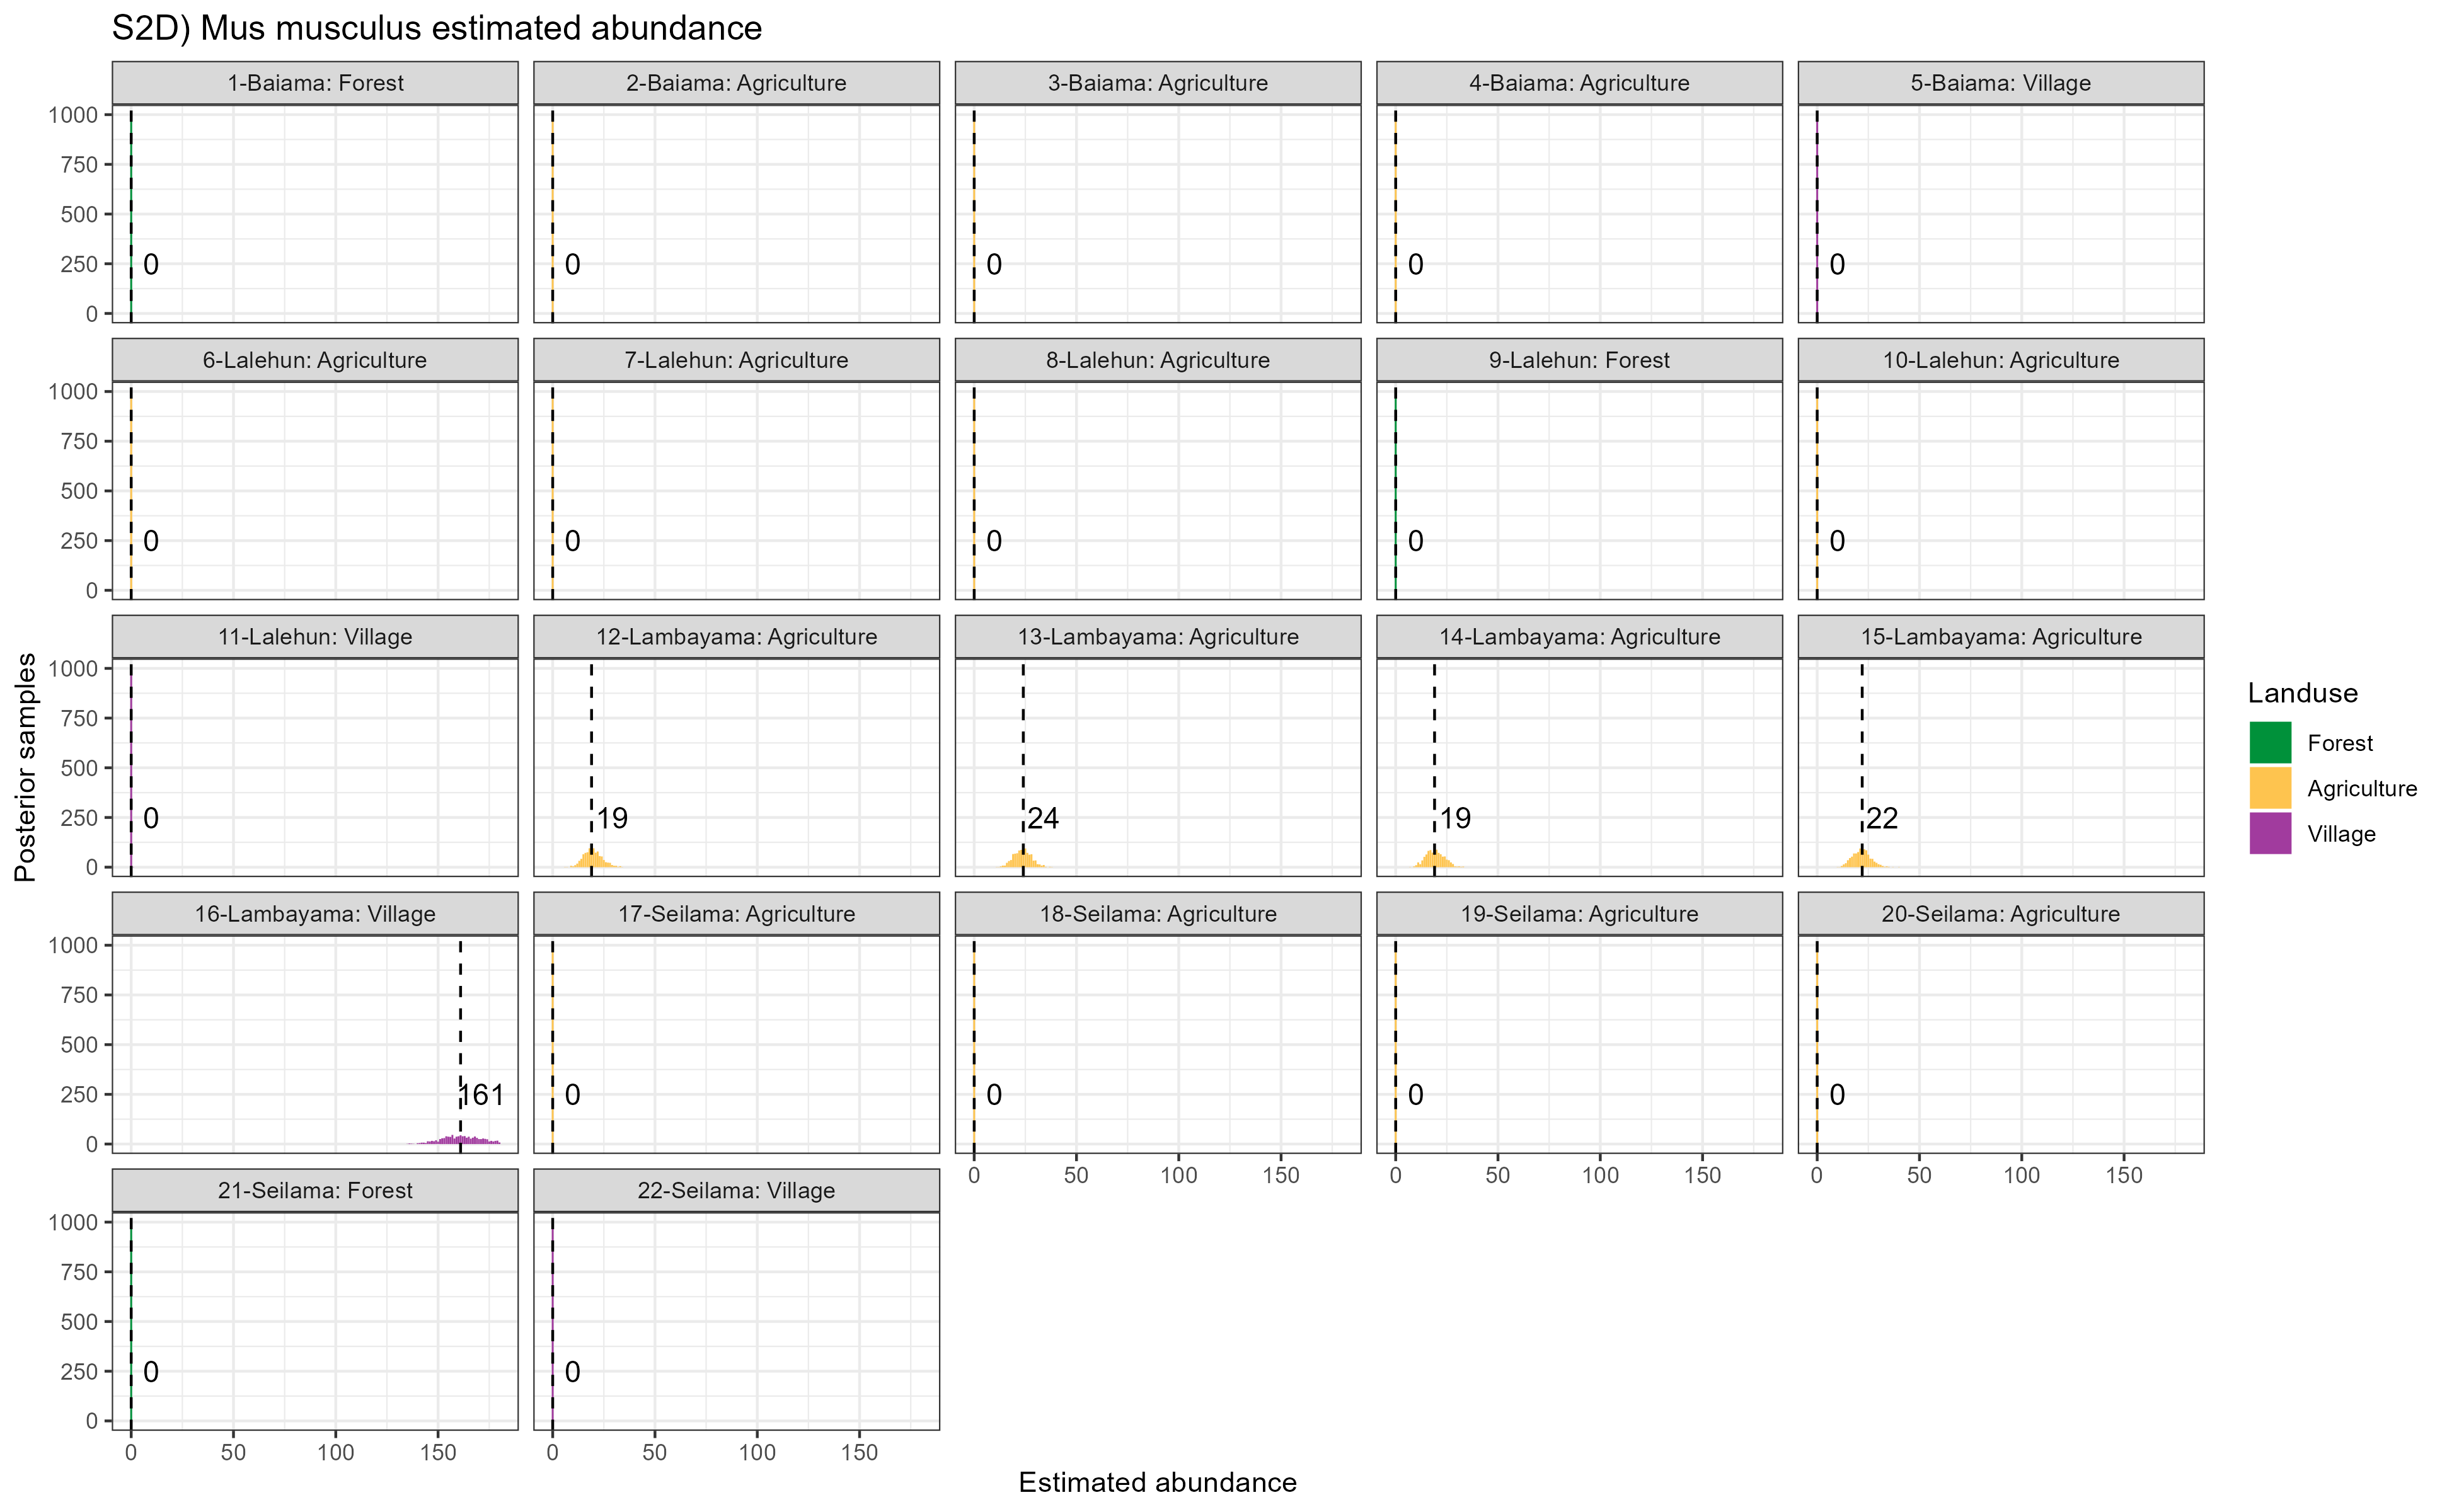 S2D) Mus musculus estimated abundance
1-Baiama: Forest
2-Baiama: Agriculture
3-Baiama: Agriculture
4-Baiama: Agriculture
5-Baiama: Village
1000
750
500
250
0
0
0
0
0
0
6-Lalehun: Agriculture
7-Lalehun: Agriculture
8-Lalehun: Agriculture
9-Lalehun: Forest
10-Lalehun: Agriculture
1000
750
500
250
0
0
0
0
0
0
11-Lalehun: Village
12-Lambayama: Agriculture
13-Lambayama: Agriculture
14-Lambayama: Agriculture
15-Lambayama: Agriculture
1000
750
500
250
0
0
19
24
19
22
16-Lambayama: Village
17-Seilama: Agriculture
18-Seilama: Agriculture
19-Seilama: Agriculture
20-Seilama: Agriculture
1000
750
500
250
0
161
0
0
0
0
0 50 100 150
0 50 100 150
0 50 100 150
21-Seilama: Forest
22-Seilama: Village
1000
750
500
250
0
0
0
0 50 100 150
0 50 100 150
Estimated abundance
Posterior samples
Landuse
Forest
Agriculture
Village